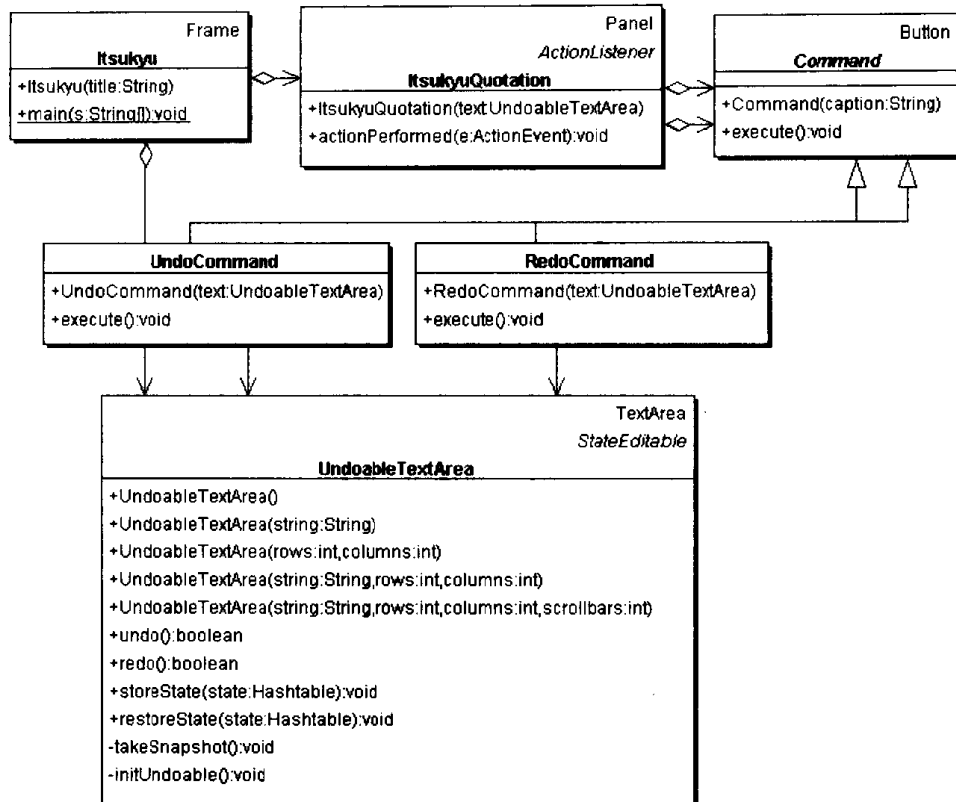 Frame
Itsukyu
+Itsukyu(title:String)
+main(s:String[]):void
Panel
ActionListener
ItsukyuQuotation
+ItsukyuQuotation(text:UndoableTextArea)
+actionPerformed(e:ActionEvent):void
Button
Command
+Command(caption:String)
+execute():void
UndoCommand
+UndoCommand(text:UndoableTextArea)
+execute():void
RedoCommand
+RedoCommand(text:UndoableTextArea)
+execute():void
TextArea
StateEditable
UndoableTextArea
+UndoableTextArea()
+UndoableTextArea(string:String)
+UndoableTextArea(rows:int,columns:int)
+UndoableTextArea(string:String,rows:int,columns:int)
+UndoableTextArea(string:String,rows:int,columns:int,scrollbars:int)
+undo():boolean
+redo():boolean
+storeState(state:Hashtable):void
+restoreState(state:Hashtable):void
-takeSnapshot():void
-initUndoable():void